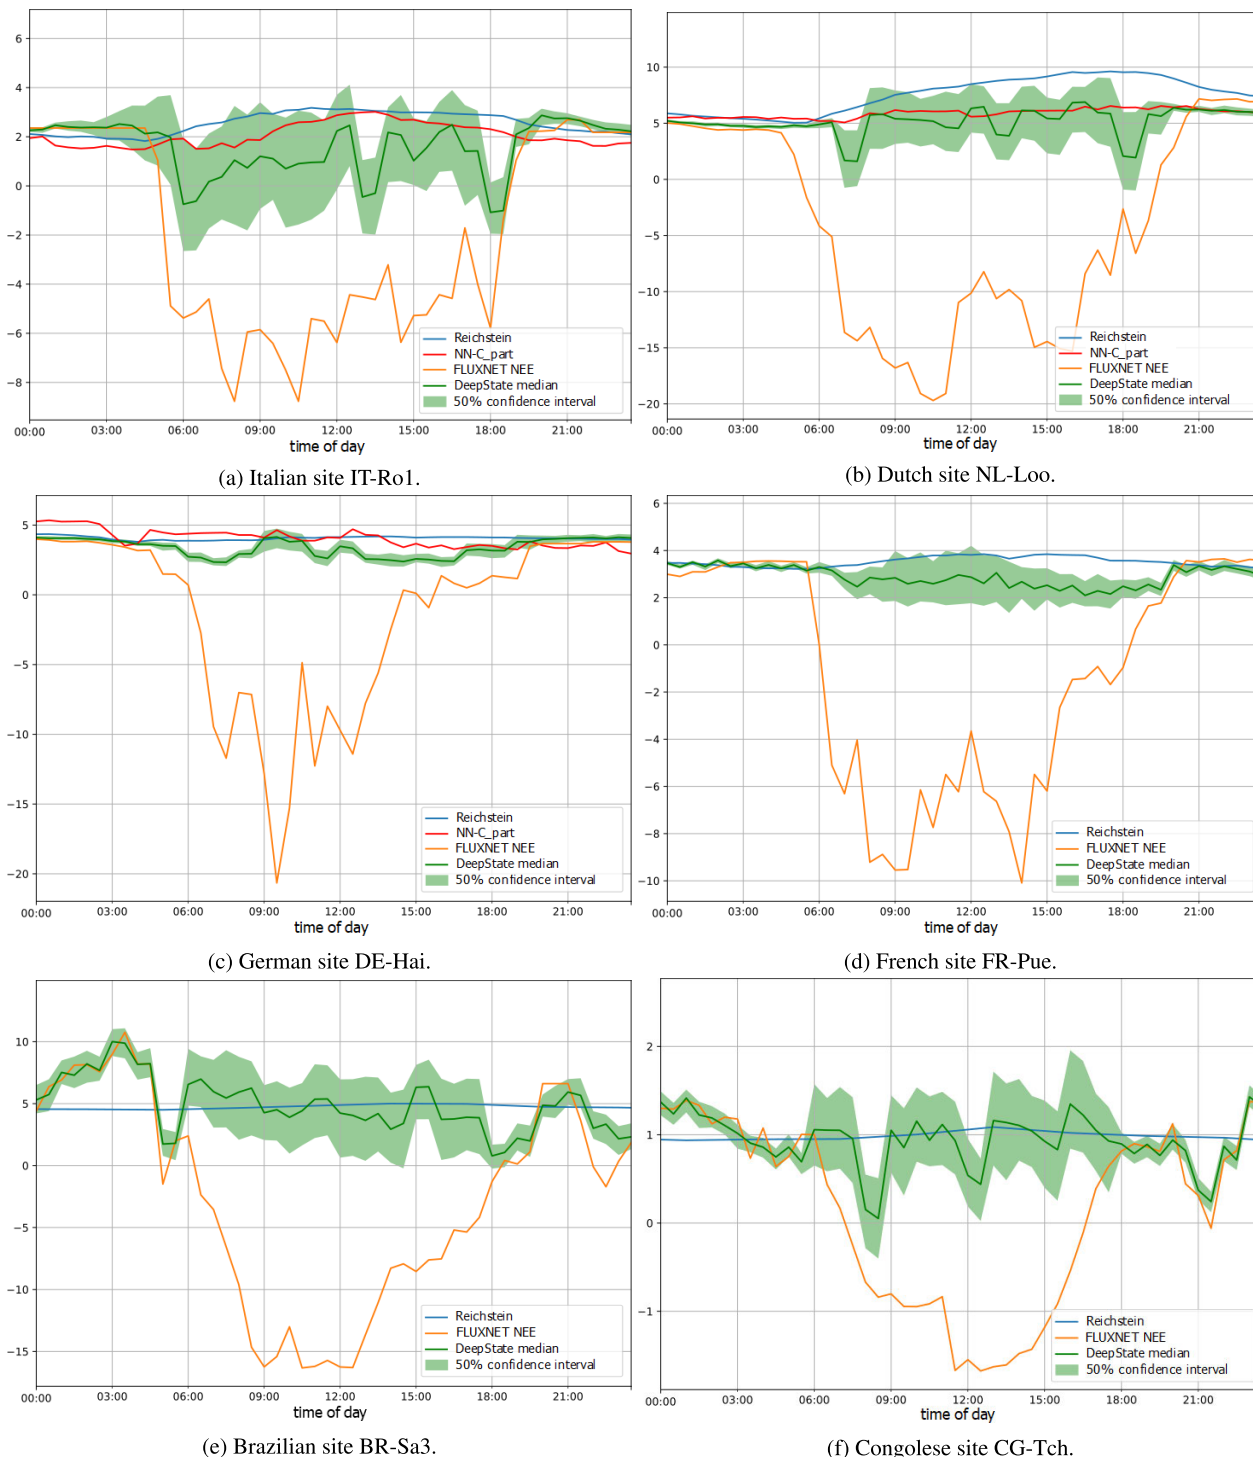 6
4
2
0
−2
−4
−6
−8
Reichstein
NN-C_part
FLUXNET NEE
DeepState median
50% confidence interval
00:00 03:00 06:00 09:00 12:00 15:00 18:00 21:00
time of day
(a) Italian site IT-Ro1.
10
5
0
−5
−10
−15
−20
Reichstein
NN-C_part
FLUXNET NEE
DeepState median
50% confidence interval
00:00 03:00 06:00 09:00 12:00 15:00 18:00 21:00
time of day
(b) Dutch site NL-Loo.
5
0
−5
−10
−15
−20
Reichstein
NN-C_part
FLUXNET NEE
DeepState median
50% confidence interval
00:00 03:00 06:00 09:00 12:00 15:00 18:00 21:00
time of day
(c) German site DE-Hai.
6
4
2
0
−2
−4
−6
−8
−10
Reichstein
FLUXNET NEE
DeepState median
50% confidence interval
00:00 03:00 06:00 09:00 12:00 15:00 18:00 21:00
time of day
(d) French site FR-Pue.
10
5
0
−5
−10
−15
Reichstein
FLUXNET NEE
DeepState median
50% confidence interval
00:00 03:00 06:00 09:00 12:00 15:00 18:00 21:00
time of day
(e) Brazilian site BR-Sa3.
2
1
0
−1
Reichstein
FLUXNET NEE
DeepState median
50% confidence interval
00:00 03:00 06:00 09:00 12:00 15:00 18:00 21:00
time of day
(f) Congolese site CG-Tch.